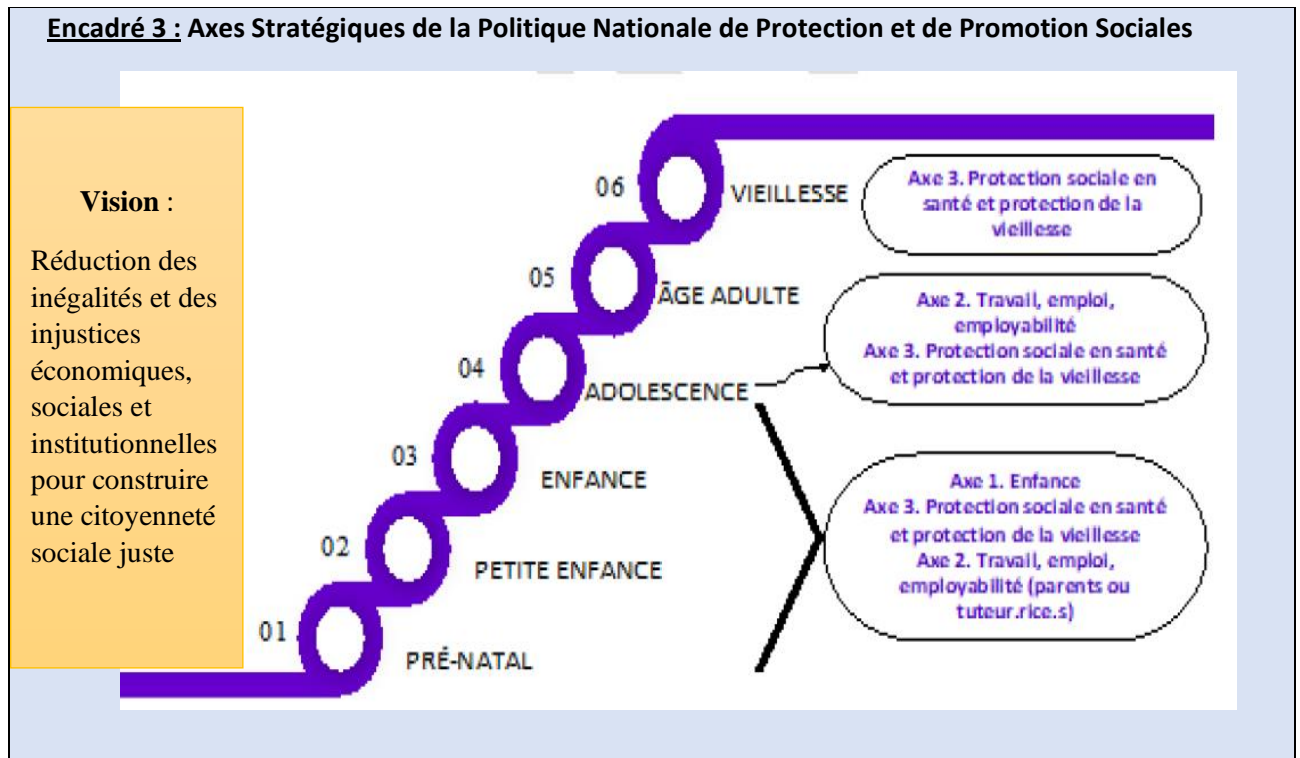 Encadré 3 : Axes Stratégiques de la Politique Nationale de Protection et de Promotion Sociales
Vision :
Réduction des
inégalités et des
injustices
économiques,
sociales et
institutionnelles
pour construire
une citoyenneté
sociale juste
06
VIEILLESSE
Axe 3. Protection sociale en
santé et protection de la
vieillesse
05
ÂGE ADULTE
Axe 2. Travail, emploi,
employabilité
Axe 3. Protection sociale en santé
et protection de la vieillesse
04
ADOLESCENCE
03
ENFANCE
Axe 1. Enfance
Axe 3. Protection sociale en santé
et protection de la vieillesse
Axe 2. Travail, emploi,
employabilité (parents ou
tuteur.rice.s)
02
PETITE ENFANCE
01
PRÉ-NATAL